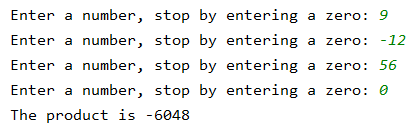 Enter a number, stop by entering a zero: 9
Enter a number, stop by entering a zero: -12
Enter a number, stop by entering a zero: 56
Enter a number, stop by entering a zero: 0
The product is -6048